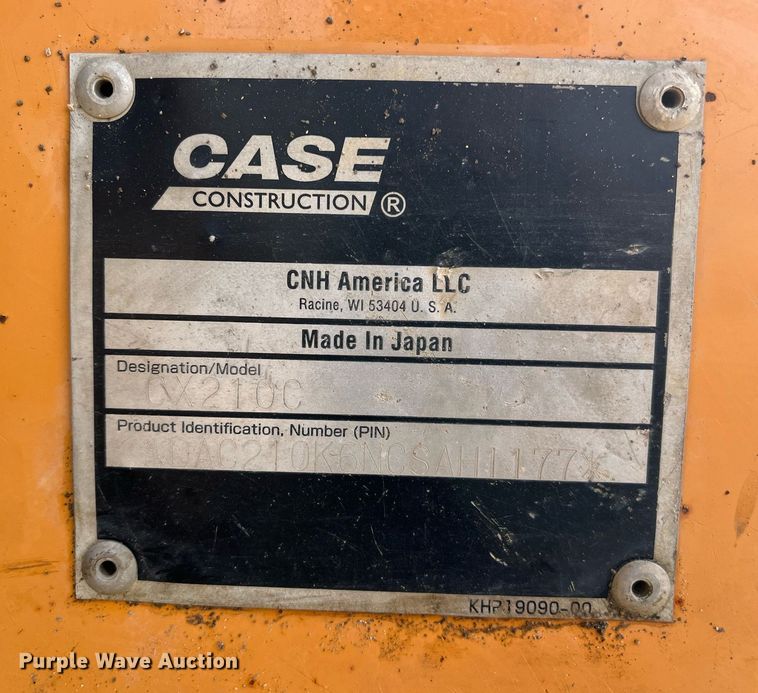 CASE
CONSTRUCTION ®
CNH America LLC
Racine, WI 53404 U. S. A.
Made In Japan
Designation/Model
CX210C
Product Identification, Number (PIN)
KHP19090-00
Purple Wave Auction